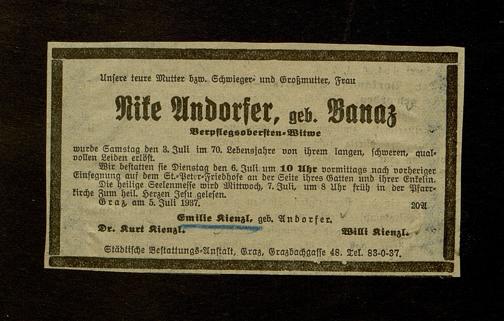 Unsere teure Mutter bzw. Schwieger- und Großmutter, Frau
Rike Andorfer, geb. Banaz
Verpflegsobersten-Witwe
wurde Samstag den 3. Juli im 70. Lebensjahre von ihrem langen, schweren, qual-
vollen Leiden erlöst.
Wir bestatten sie Dienstag den 6. Juli um 10 Uhr vormittags nach vorheriger
Einsegnung auf dem St.-Peter-Friedhofe an der Seite ihres Gatten und ihrer Enkelin.
Die heilige Seelenmesse wird Mittwoch, 7. Juli, um 8 Uhr früh in der Pfarr-
kirche Zum heil. Herzen Jesu gelesen.
Graz, am 5. Juli 1937. 20A
Emilie Kienzl, geb. Andorfer.
Dr. Kurt Kienzl. Willi Kienzl.
Städtische Bestattungs-Anstalt, Graz, Grazbachgasse 48. Tel. 83-0-37.